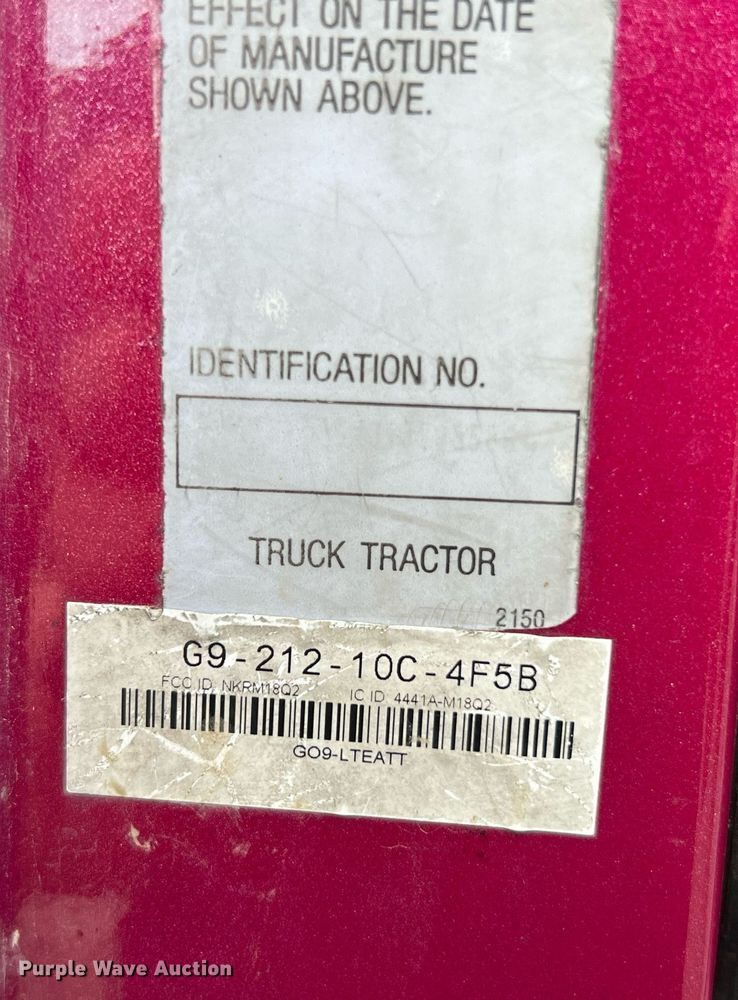 EFFECT ON THE DATE
OF MANUFACTURE
SHOWN ABOVE.
IDENTIFICATION NO.
TRUCK TRACTOR
2150
G9-212-10C-4F5B
FCC ID: NKRM18Q2 IC ID: 4441A-M18Q2
GO9-LTEATT
Purple Wave Auction